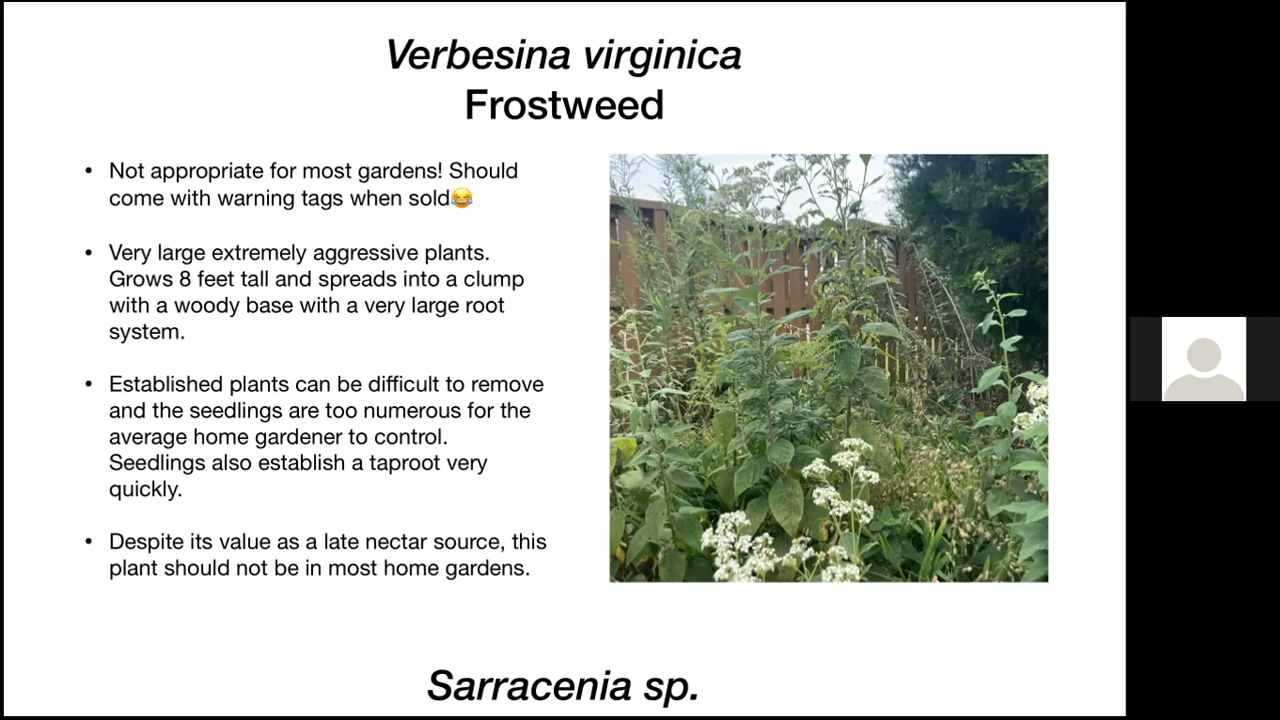 Verbesina virginica
Frostweed
• Not appropriate for most gardens! Should
come with warning tags when sold😂
• Very large extremely aggressive plants.
Grows 8 feet tall and spreads into a clump
with a woody base with a very large root
system.
• Established plants can be difficult to remove
and the seedlings are too numerous for the
average home gardener to control.
Seedlings also establish a taproot very
quickly.
• Despite its value as a late nectar source, this
plant should not be in most home gardens.
Sarracenia sp.